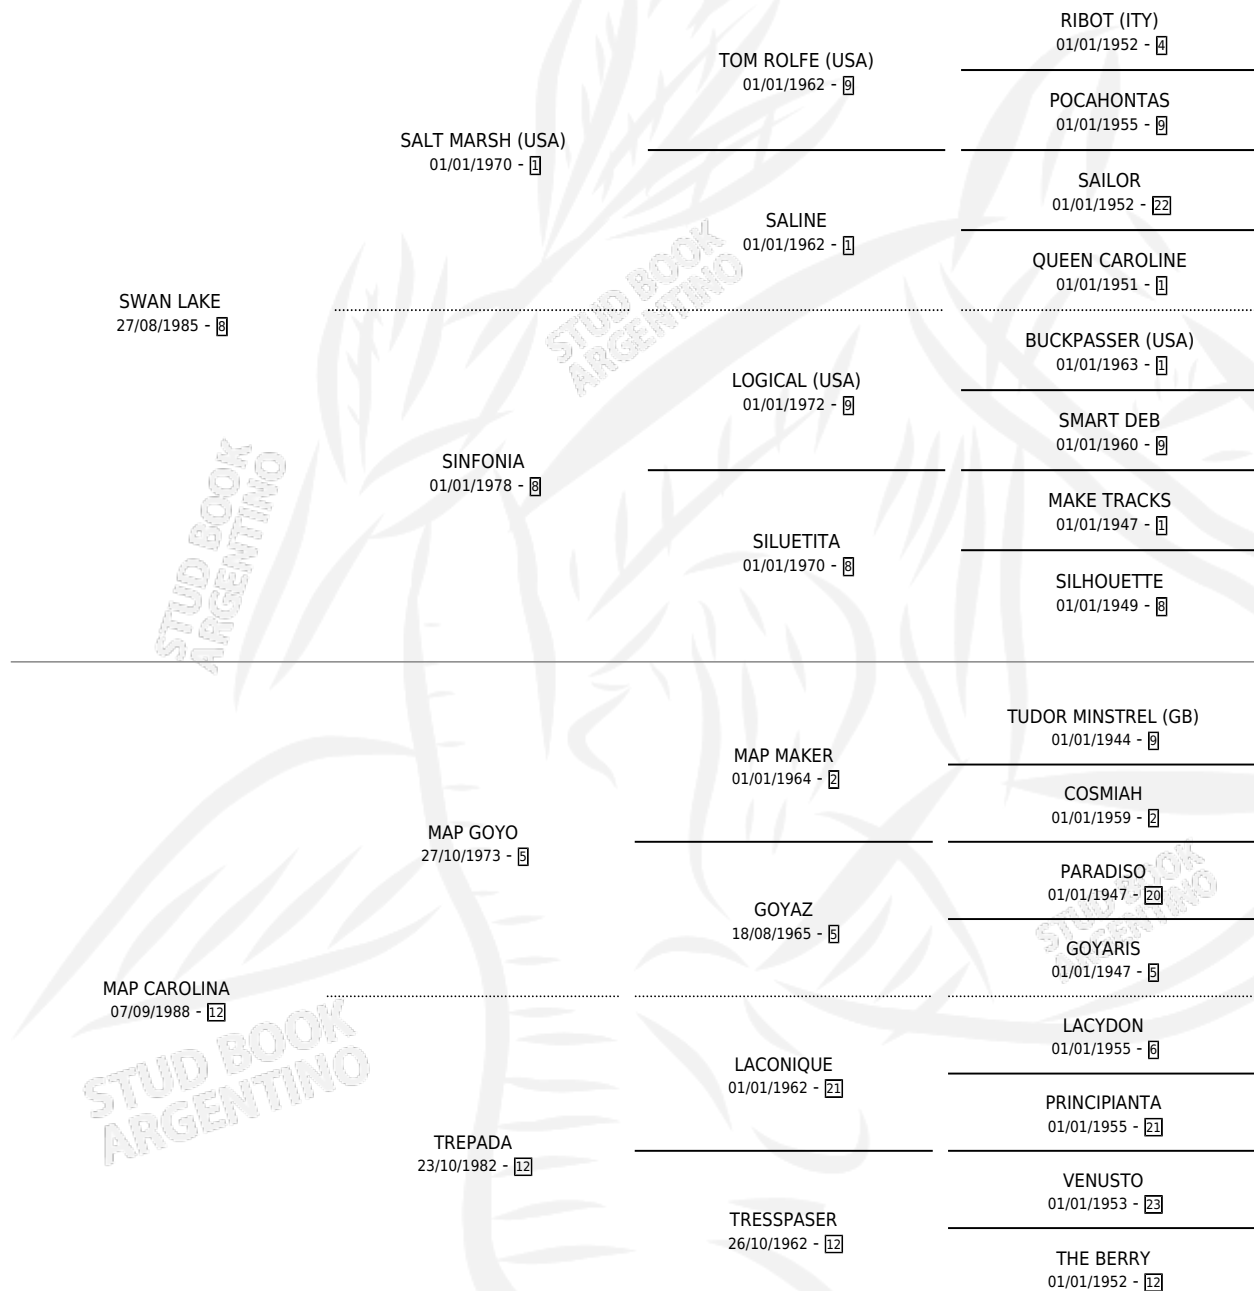 RIBOT (ITY)
01/01/1952 - 4
TOM ROLFE (USA)
01/01/1962 - 9
POCAHONTAS
01/01/1955 - 9
SALT MARSH (USA)
01/01/1970 - 1
SAILOR
01/01/1952 - 22
SALINE
01/01/1962 - 1
QUEEN CAROLINE
01/01/1951 - 1
SWAN LAKE
27/08/1985 - 8
STUD BOOK
ARGENTINO
BUCKPASSER (USA)
01/01/1963 - 1
LOGICAL (USA)
01/01/1972 - 9
SMART DEB
01/01/1960 - 9
SINFONIA
01/01/1978 - 8
MAKE TRACKS
01/01/1947 - 1
SILUETITA
01/01/1970 - 8
SILHOUETTE
01/01/1949 - 8
STUD BOOK
ARGENTINO
TUDOR MINSTREL (GB)
01/01/1944 - 9
MAP MAKER
01/01/1964 - 2
COSMIAH
01/01/1959 - 2
MAP GOYO
27/10/1973 - 5
PARADISO
01/01/1947 - 20
GOYAZ
18/08/1965 - 5
GOYARIS
01/01/1947 - 5
STUD BOOK
ARGENTINO
MAP CAROLINA
07/09/1988 - 12
LACYDON
01/01/1955 - 6
LACONIQUE
01/01/1962 - 21
PRINCIPIANTA
01/01/1955 - 21
STUD BOOK
ARGENTINO
TREPADA
23/10/1982 - 12
VENUSTO
01/01/1953 - 23
TRESSPASER
26/10/1962 - 12
THE BERRY
01/01/1952 - 12